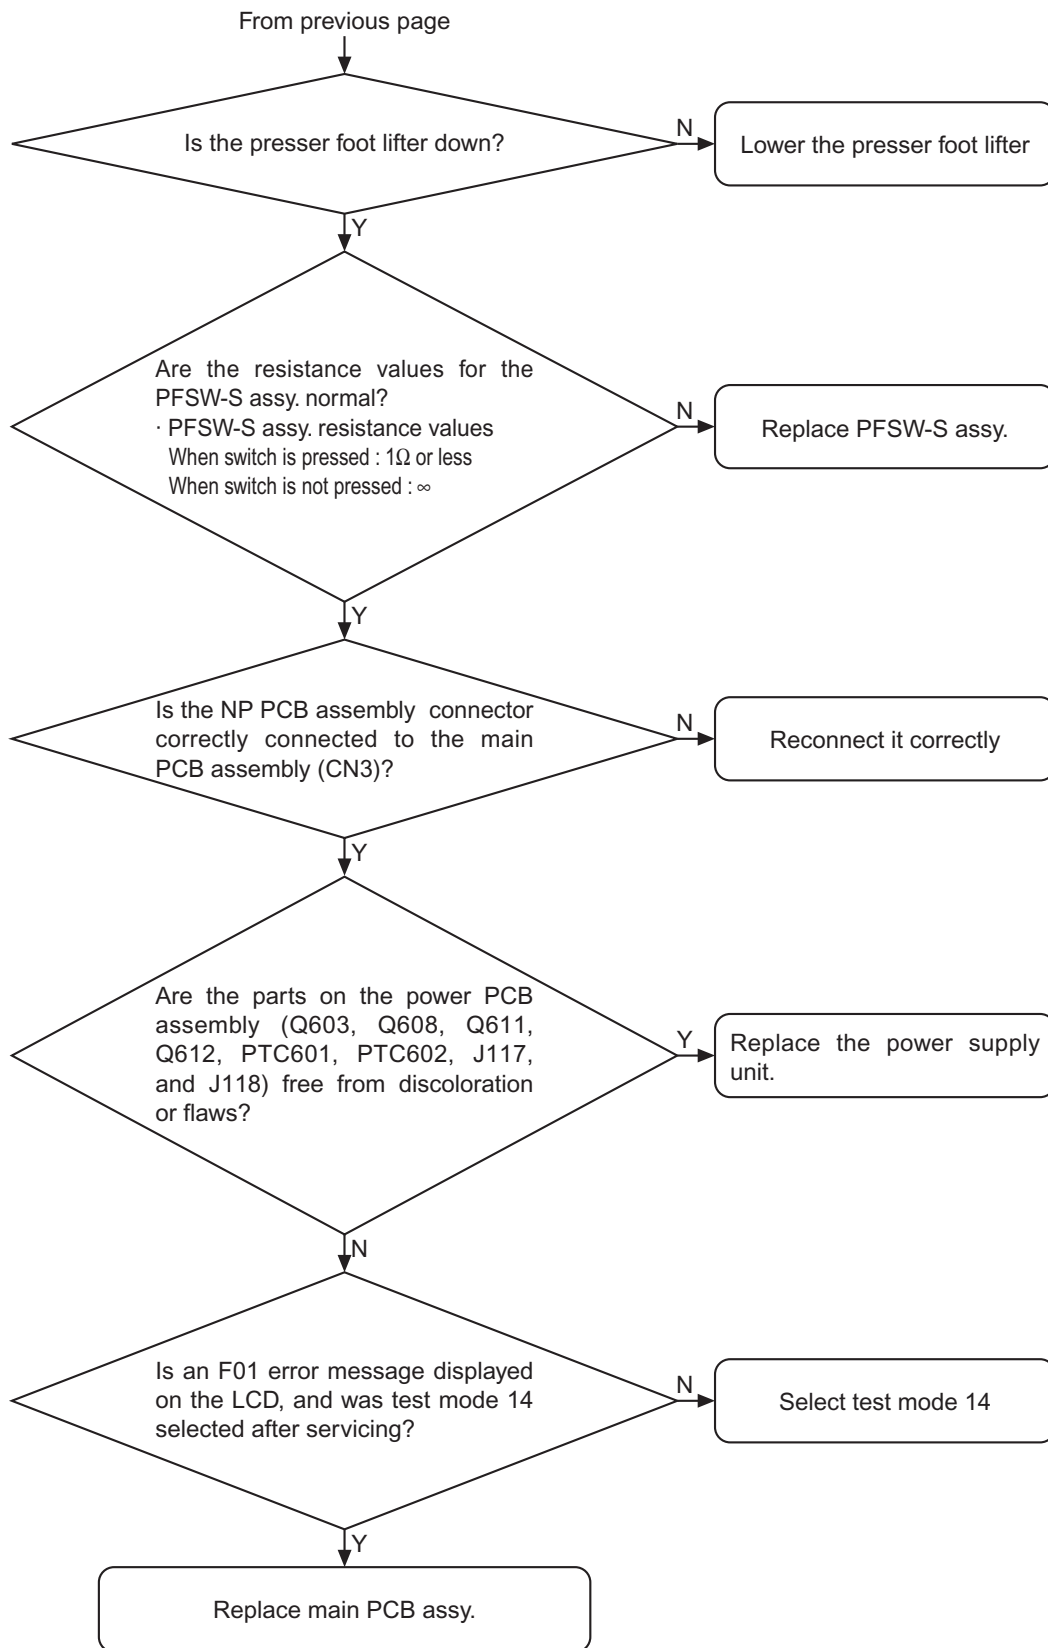 From previous page
Is the presser foot lifter down?
N
Lower the presser foot lifter
Y
Are the resistance values for the
PFSW-S assy. normal?
· PFSW-S assy. resistance values
When switch is pressed : 1Ω or less
When switch is not pressed : ∞
N
Replace PFSW-S assy.
Y
Is the NP PCB assembly connector
correctly connected to the main
PCB assembly (CN3)?
N
Reconnect it correctly
Y
Are the parts on the power PCB
assembly (Q603, Q608, Q611,
Q612, PTC601, PTC602, J117,
and J118) free from discoloration
or flaws?
Y
Replace the power supply
unit.
N
Is an F01 error message displayed
on the LCD, and was test mode 14
selected after servicing?
N
Select test mode 14
Y
Replace main PCB assy.